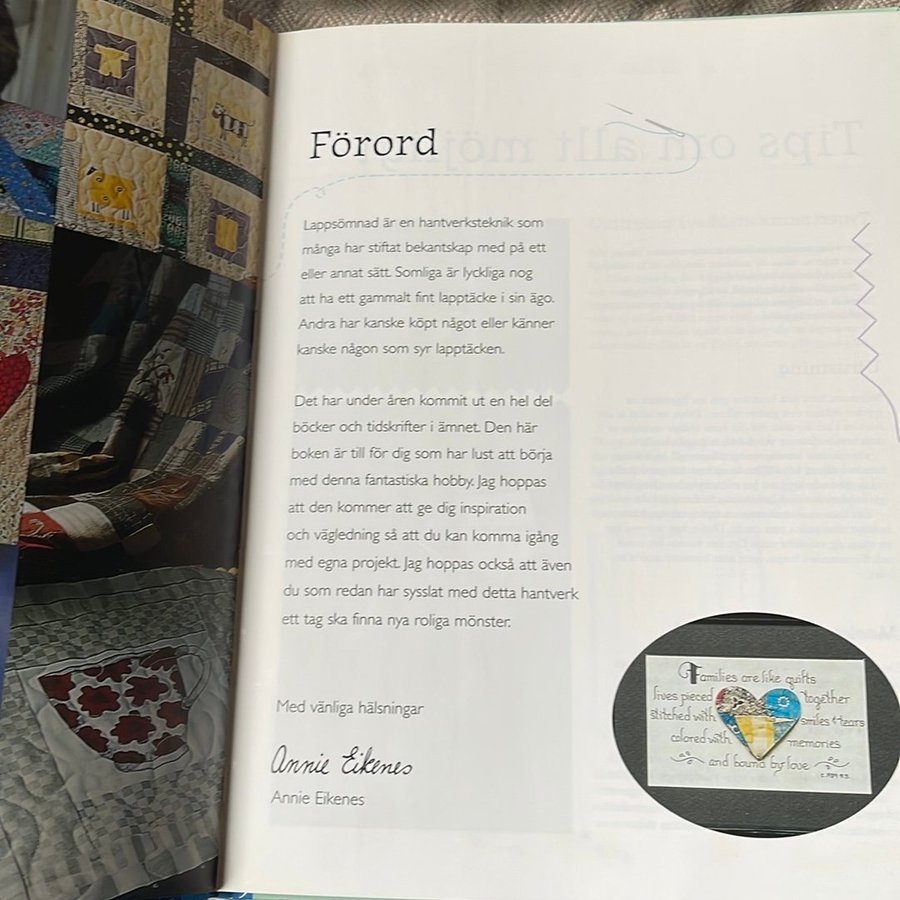 Förord
Lappsömnad är en hantverksteknik som
många har stiftat bekantskap med på ett
eller annat sätt. Somliga är lyckliga nog
att ha ett gammalt fint lapptäcke i sin ägo.
Andra har kanske köpt något eller känner
kanske någon som syr lapptäcken.
Det har under åren kommit ut en hel del
böcker och tidskrifter i ämnet. Den här
boken är till för dig som har lust att börja
med denna fantastiska hobby. Jag hoppas
att den kommer att ge dig inspiration
och vägledning så att du kan komma igång
med egna projekt. Jag hoppas också att även
du som redan har sysslat med detta hantverk
ett tag ska finna nya roliga mönster.
Med vänliga hälsningar
Annie Eikenes
Annie Eikenes
Families are like quilts
lives pieced together
stitched with smiles & tears
colored with memories
and bound by love